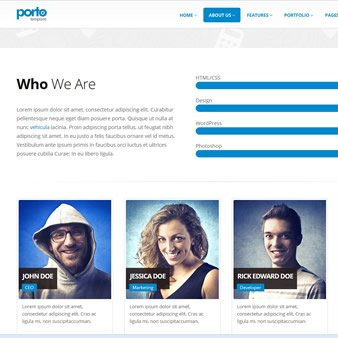 porto
template
HOME
ABOUT US
FEATURES
PORTFOLIO
PAGES
Who We Are
Lorem ipsum dolor sit amet, consectetur adipiscing elit.
Pellentesque neque eget diam posuere porta. Quisque ut nulla at
nunc vehicula lacinia. Proin adipiscing porta tellus, ut feugiat nibh
adipiscing sit amet. In eu justo a felis faucibus ornare vel id metus.
Vestibulum ante ipsum primis in faucibus orci luctus et ultrices
posuere cubilia Curae; In eu libero ligula.
HTML/CSS
Design
WordPress
Photoshop
JOHN DOE
CEO
Lorem ipsum dolor sit amet,
consectetur adipiscing elit. Cras ac
ligula mi, non suscipitaccumsan.
JESSICA DOE
Marketing
Lorem ipsum dolor sit amet,
consectetur adipiscing elit. Cras ac
ligula mi, non suscipitaccumsan.
RICK EDWARD DOE
Developer
Lorem ipsum dolor sit amet,
consectetur adipiscing elit. Cras ac
ligula mi, non suscipitaccumsan.